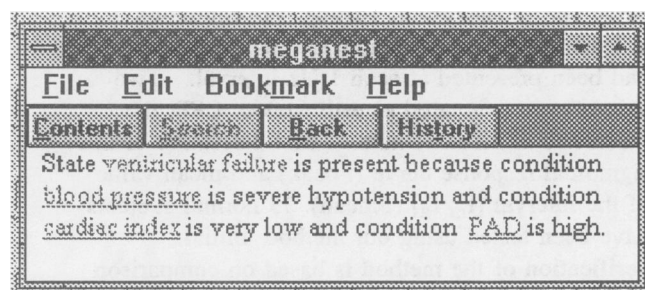 meganest
File Edit Bookmark Help
Contents Search Back History
State ventricular failure is present because condition
blood pressure is severe hypotension and condition
cardiac index is very low and condition PAD is high.